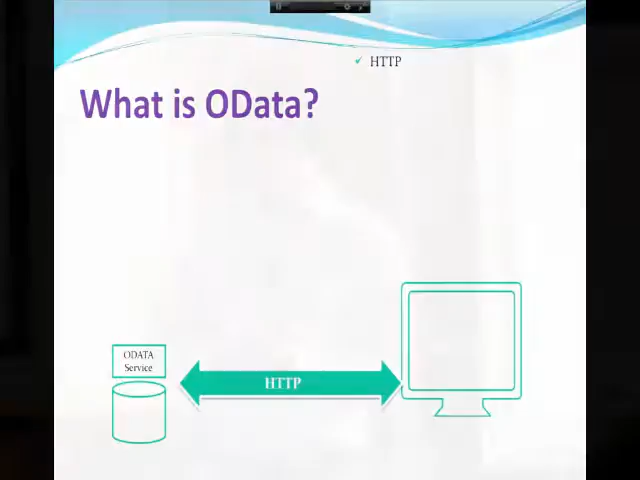 ✓ HTTP
What is OData?
ODATA
Service
HTTP